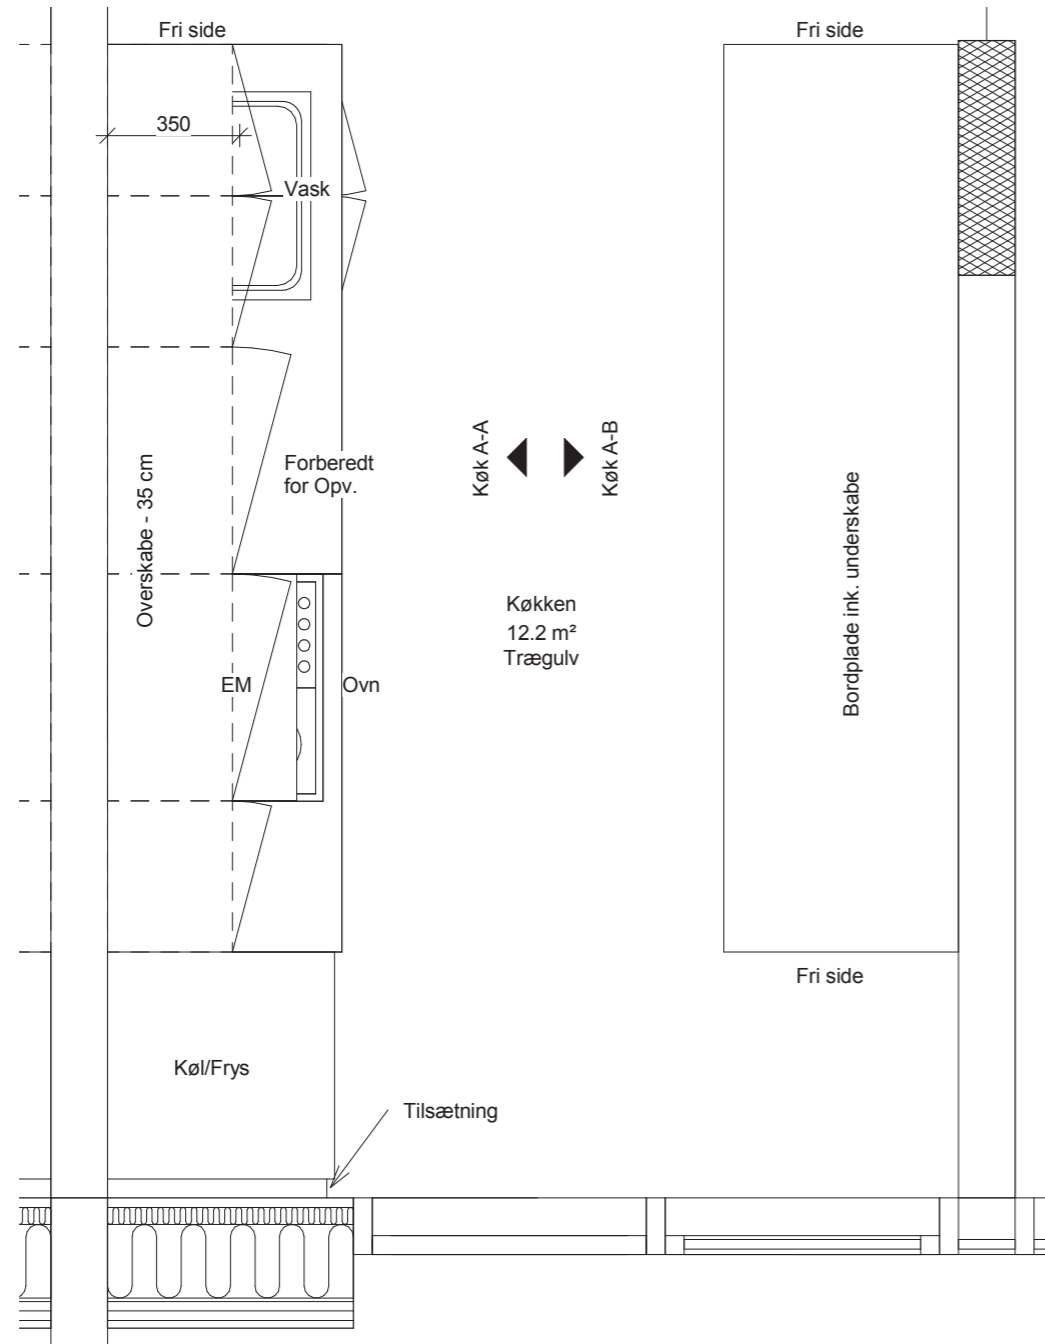 Fri side
Fri side
350
Vask
Køk A-A
Køk A-B
Forberedt
for Opv.
Overskabe - 35 cm
Bordplade ink. underskabe
Køkken
12.2 m²
Trægulv
EM
Ovn
Fri side
Køl/Frys
Tilsætning